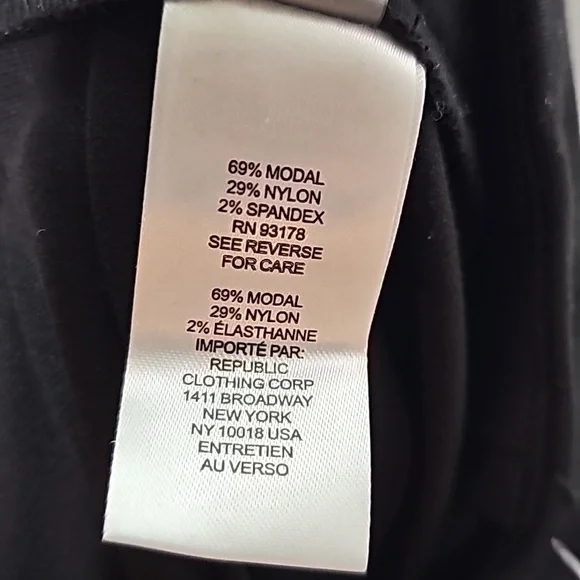 69% MODAL
29% NYLON
2% SPANDEX
RN 93178
SEE REVERSE
FOR CARE
69% MODAL
29% NYLON
2% ÉLASTHANNE
IMPORTÉ PAR:
REPUBLIC
CLOTHING CORP
1411 BROADWAY
NEW YORK
NY 10018 USA
ENTRETIEN
AU VERSO